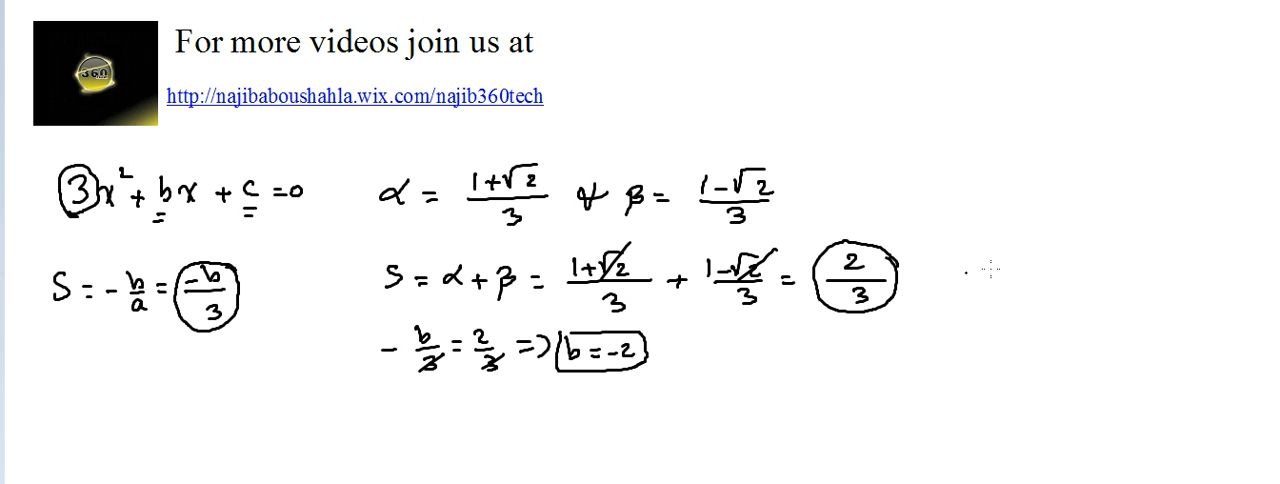 For more videos join us at
360
http://najibaboushahla.wix.com/najib360tech
3x² + bx + c = 0
α = (1+√2)/3 & β = (1-√2)/3
S = -b/a = -b/3
S = α + β = (1+√2)/3 + (1-√2)/3 = 2/3
- b/3 = 2/3 => b = -2